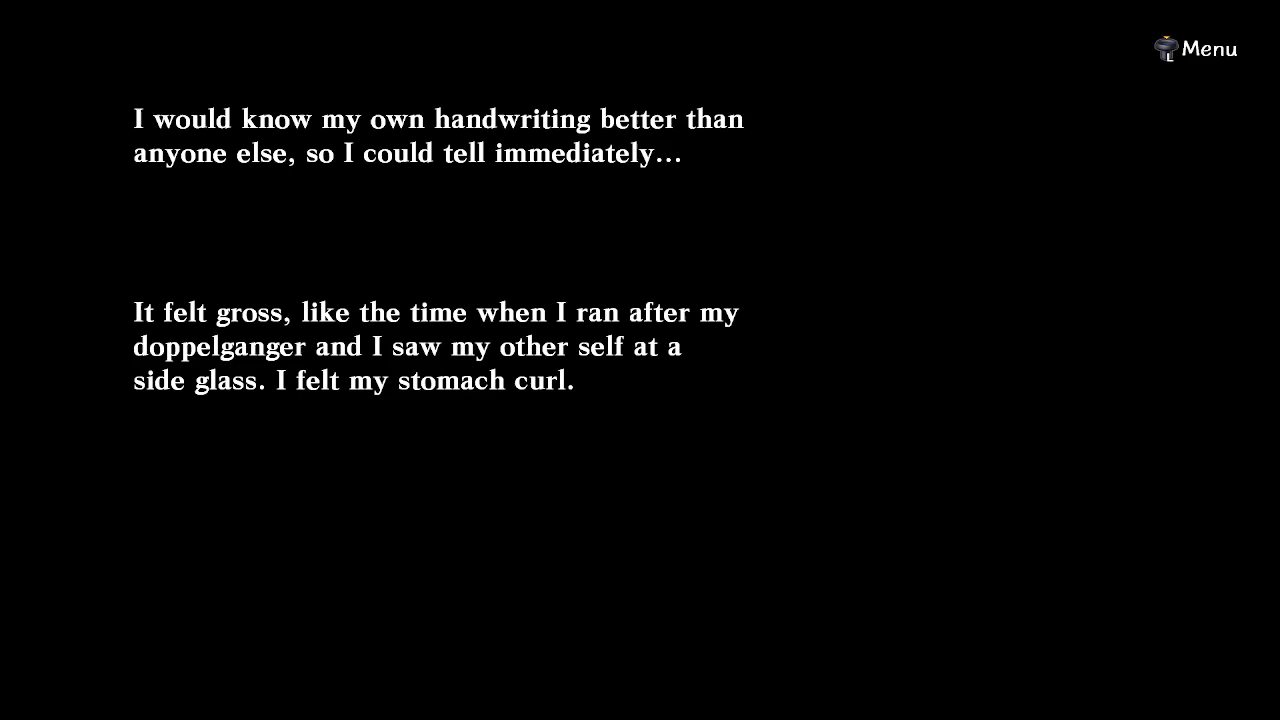 Menu
I would know my own handwriting better than
anyone else, so I could tell immediately...
It felt gross, like the time when I ran after my
doppelganger and I saw my other self at a
side glass. I felt my stomach curl.